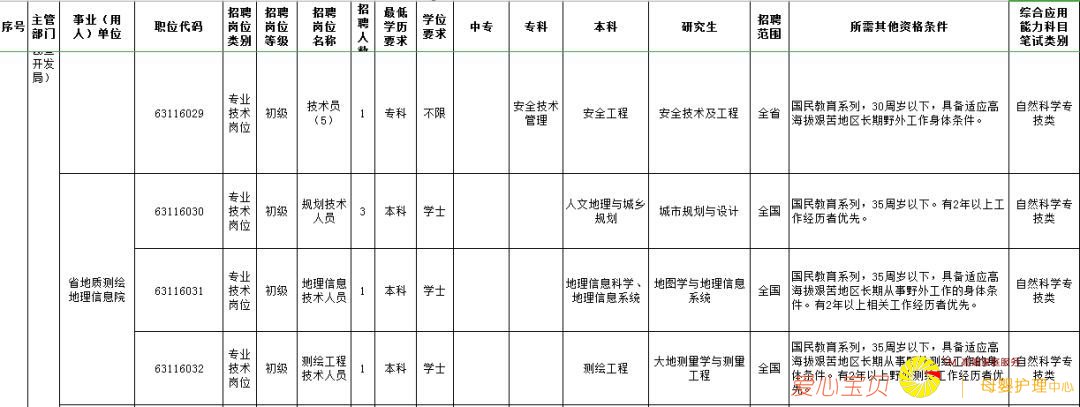 序号 主管部门 事业（用人）单位 职位代码 招聘岗位类别 招聘岗位等级 招聘岗位名称 招聘人数 最低学历要求 学位要求 中专 专科 本科 研究生 招聘范围 所需其他资格条件 综合应用能力科目笔试类别
开发局）
63116029 专业技术岗位 初级 技术员（5） 1 专科 不限 安全技术管理 安全工程 安全技术及工程 全省 国民教育系列，30周岁以下，具备适应高海拔艰苦地区长期野外工作身体条件。 自然科学专技类
省地质测绘地理信息院
63116030 专业技术岗位 初级 规划技术人员 3 本科 学士 人文地理与城乡规划 城市规划与设计 全国 国民教育系列，35周岁以下。有2年以上工作经历者优先。 自然科学专技类
63116031 专业技术岗位 初级 地理信息技术人员 1 本科 学士 地理信息科学、地理信息系统 地图学与地理信息系统 全国 国民教育系列，35周岁以下，具备适应高海拔艰苦地区长期从事野外工作的身体条件。有2年以上相关工作经历者优先。 自然科学专技类
63116032 专业技术岗位 初级 测绘工程技术人员 1 本科 学士 测绘工程 大地测量学与测量工程 全国 国民教育系列，35周岁以下，具备适应高海拔艰苦地区长期从事野外测绘工作的身体条件。有2年以上野外测绘工作经历者优先。 自然科学专技类
爱心宝贝 母婴护理中心